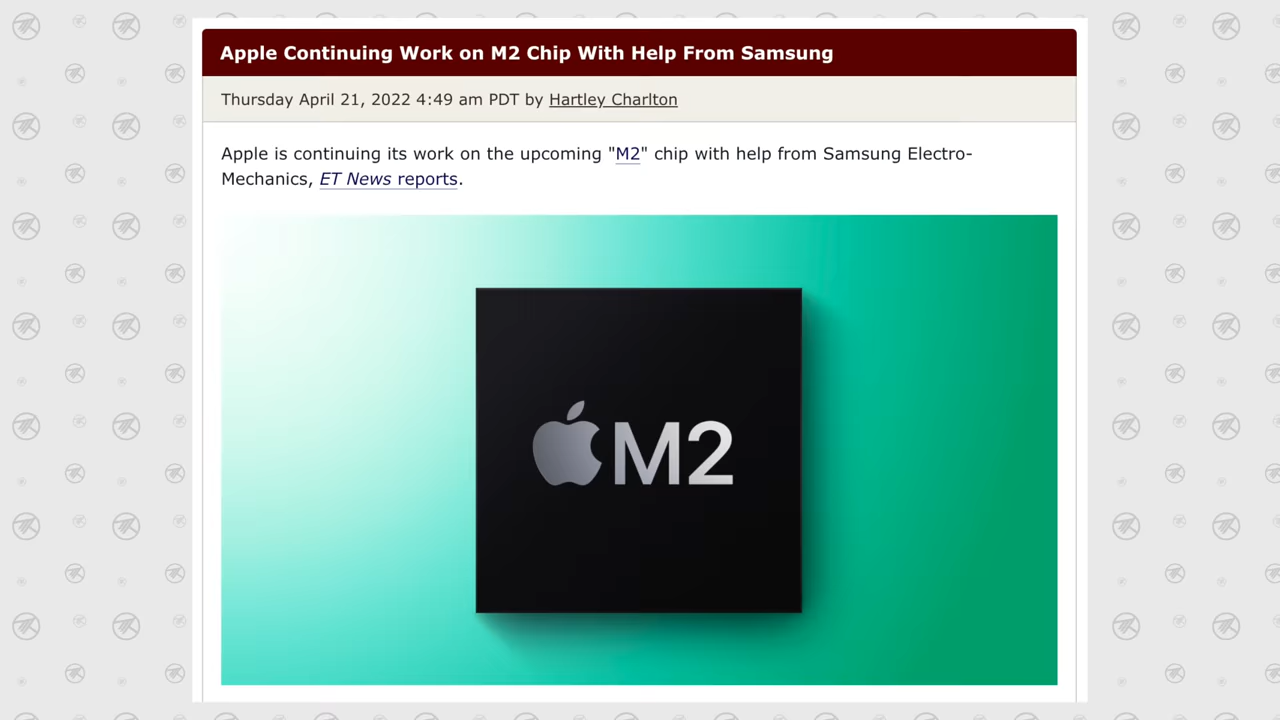 Apple Continuing Work on M2 Chip With Help From Samsung
Thursday April 21, 2022 4:49 am PDT by Hartley Charlton
Apple is continuing its work on the upcoming "M2" chip with help from Samsung Electro-
Mechanics, ET News reports.
M2